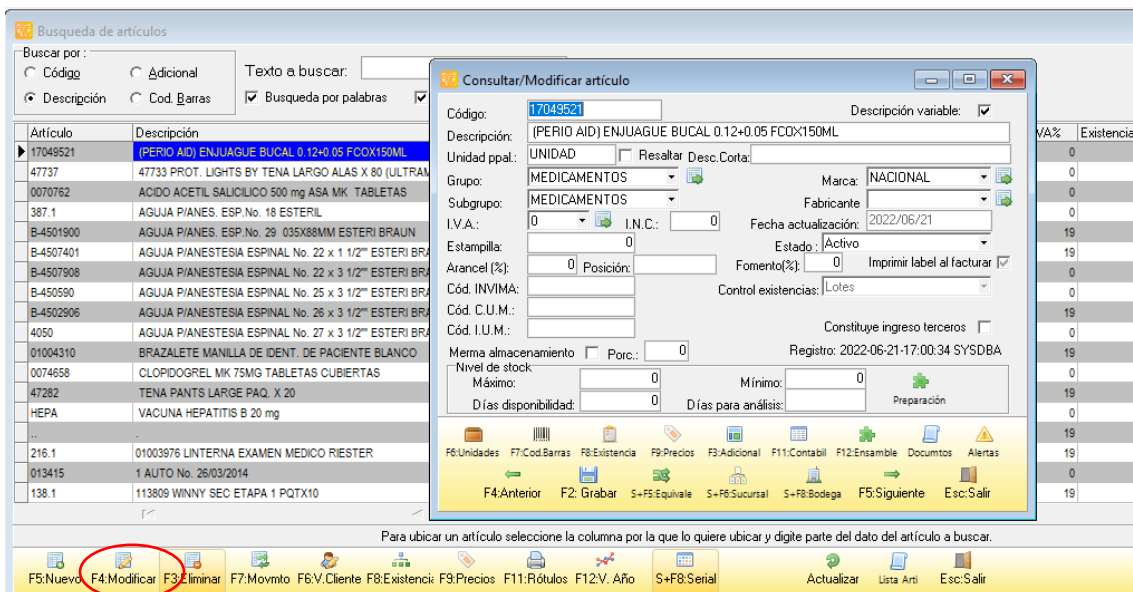 Busqueda de artículos
Buscar por :
Código
Adicional
Texto a buscar:
Descripción
Cod. Barras
Busqueda por palabras
Artículo Descripción VA% Existencia
17049521 (PERIO AID) ENJUAGUE BUCAL 0.12+0.05 FCOX150ML 0
47737 47733 PROT. LIGHTS BY TENA LARGO ALAS X 80 (ULTRAM 0
0070762 ACIDO ACETIL SALICILICO 500 mg ASA MK TABLETAS 0
387.1 AGUJA P/ANES. ESP.No. 18 ESTERIL 0
B-4501900 AGUJA P/ANES. ESP.No. 29 035X88MM ESTERI BRAUN 19
B-4507401 AGUJA P/ANESTESIA ESPINAL No. 22 x 1 1/2"" ESTERI BRA 19
B-4507908 AGUJA P/ANESTESIA ESPINAL No. 22 x 3 1/2"" ESTERI BRA 0
B-450590 AGUJA P/ANESTESIA ESPINAL No. 25 x 3 1/2"" ESTERI BRA 0
B-4502906 AGUJA P/ANESTESIA ESPINAL No. 26 x 3 1/2"" ESTERI BRA 19
4050 AGUJA P/ANESTESIA ESPINAL No. 27 x 3 1/2"" ESTERI BRA 0
01004310 BRAZALETE MANILLA DE IDENT. DE PACIENTE BLANCO 19
0074658 CLOPIDOGREL MK 75MG TABLETAS CUBIERTAS 0
47282 TENA PANTS LARGE PAQ. X 20 19
HEPA VACUNA HEPATITIS B 20 mg 0
.. . 19
216.1 01003976 LINTERNA EXAMEN MEDICO RIESTER 19
013415 1 AUTO No. 26/03/2014 0
138.1 113809 WINNY SEC ETAPA 1 PQTX10 19
Consultar/Modificar artículo
Código: 17049521 Descripción variable:
Descripción: (PERIO AID) ENJUAGUE BUCAL 0.12+0.05 FCOX150ML
Unidad ppal.: UNIDAD Resaltar Desc.Corta:
Grupo: MEDICAMENTOS Marca: NACIONAL
Subgrupo: MEDICAMENTOS Fabricante
I.V.A.: 0 I.N.C.: 0 Fecha actualización: 2022/06/21
Estampilla: 0 Estado : Activo
Arancel (%): 0 Posición: Fomento(%): 0 Imprimir label al facturar
Cód. INVIMA: Control existencias: Lotes
Cód. C.U.M.:
Cód. I.U.M.: Constituye ingreso terceros
Merma almacenamiento Porc.: 0 Registro: 2022-06-21-17:00:34 SYSDBA
Nivel de stock
Máximo: 0 Mínimo: 0
Días disponibilidad: 0 Días para análisis: Preparación
F6:Unidades F7:Cod.Barras F8:Existencia F9:Precios F3:Adicional F11:Contabil F12:Ensamble Documtos Alertas
F4:Anterior F2: Grabar S+F5:Equivale S+F6:Sucursal S+F8:Bodega F5:Siguiente Esc:Salir
Para ubicar un artículo seleccione la columna por la que lo quiere ubicar y digite parte del dato del artículo a buscar.
F5:Nuevo F4:Modificar F3:Eliminar F7:Movmto F6:V.Cliente F8:Existenci F9:Precios F11:Rótulos F12:V. Año S+F8:Serial Actualizar Lista Arti Esc:Salir